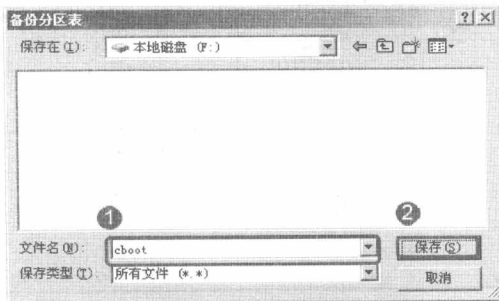 备份分区表
保存在(I): 本地磁盘 (F:)
1
2
文件名(N): cboot 保存(S)
保存类型(T): 所有文件 (*.*) 取消